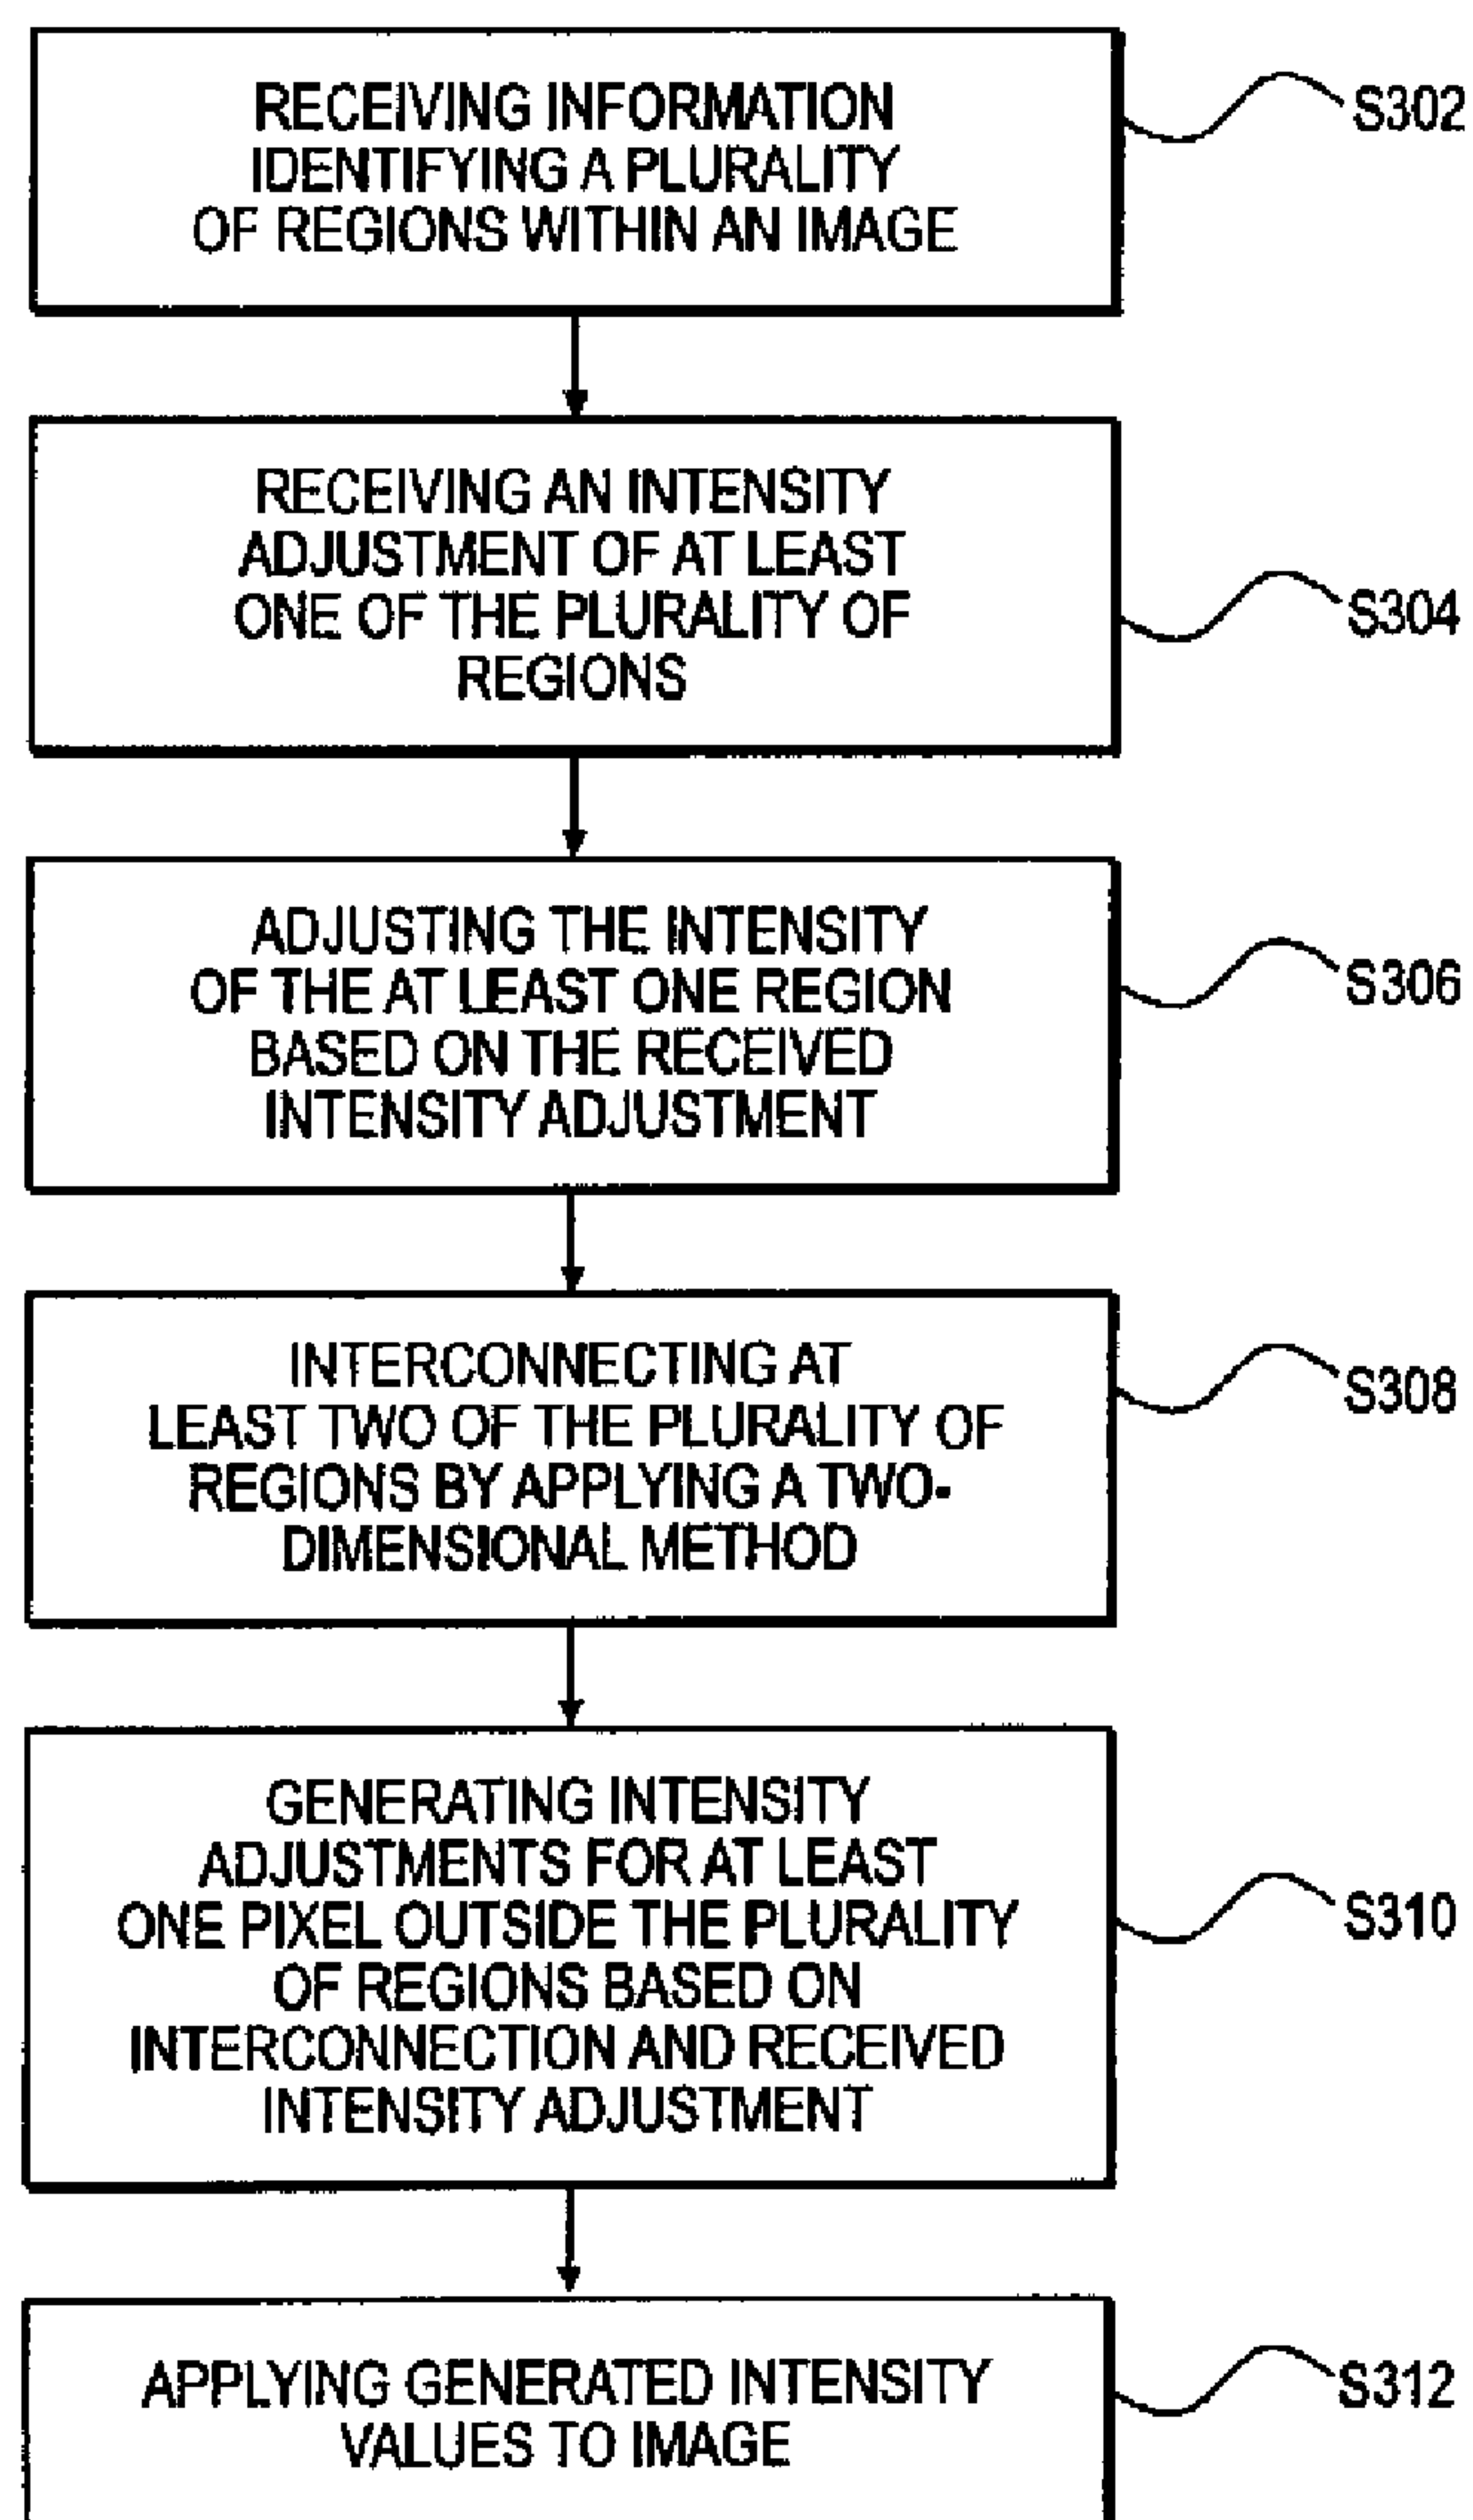 RECEIVING INFORMATION
IDENTIFYING A PLURALITY
OF REGIONS WITHIN AN IMAGE
S302
RECEIVING AN INTENSITY
ADJUSTMENT OF AT LEAST
ONE OF THE PLURALITY OF
REGIONS
S304
ADJUSTING THE INTENSITY
OF THE AT LEAST ONE REGION
BASED ON THE RECEIVED
INTENSITY ADJUSTMENT
S306
INTERCONNECTING AT
LEAST TWO OF THE PLURALITY OF
REGIONS BY APPLYING A TWO-
DIMENSIONAL METHOD
S308
GENERATING INTENSITY
ADJUSTMENTS FOR AT LEAST
ONE PIXEL OUTSIDE THE PLURALITY
OF REGIONS BASED ON
INTERCONNECTION AND RECEIVED
INTENSITY ADJUSTMENT
S310
APPLYING GENERATED INTENSITY
VALUES TO IMAGE
S312